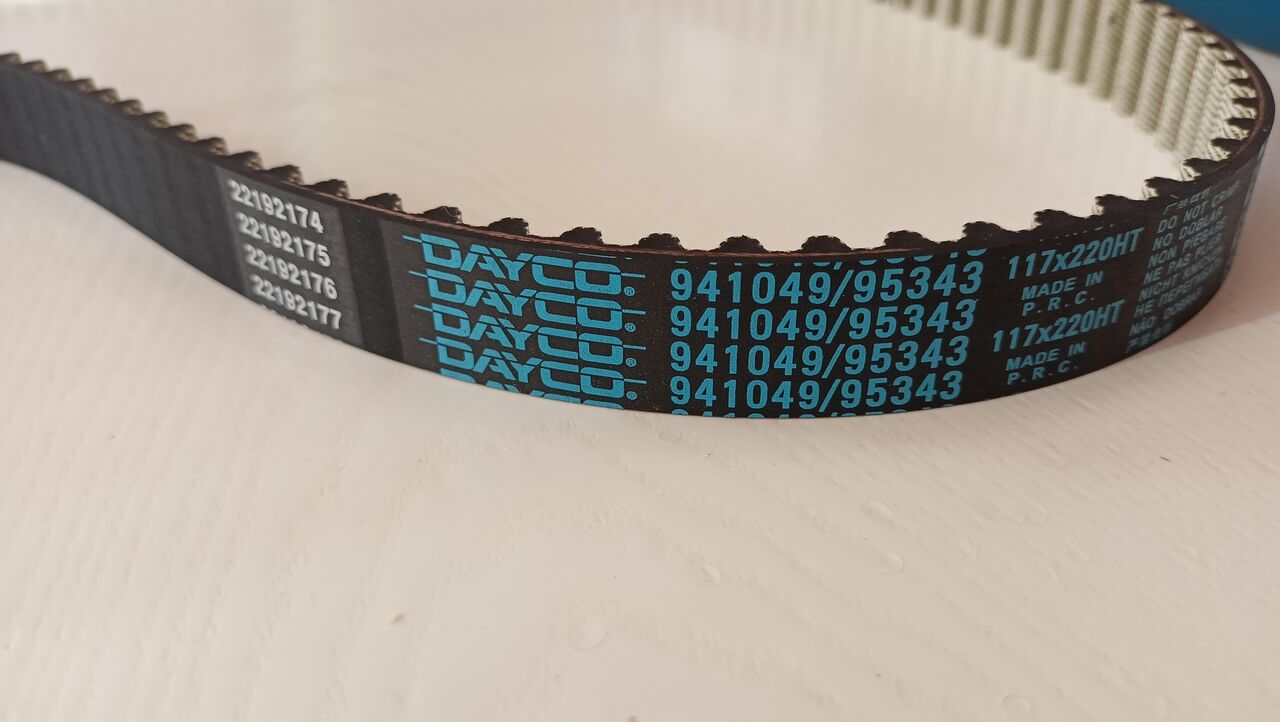 22192174
22192175
22192176
22192177
DAYCO®
DAYCO®
DAYCO®
DAYCO®
DAYCO
941049/95343
941049/95343
941049/95343
941049/95343
117x220HT
MADE IN
P. R. C.
117x220HT
MADE IN
P. R. C.
DO NOT CRIMP
NO DOBLAR
NON PIEGARE
NE PAS PLIER
NICHT KNICKEN